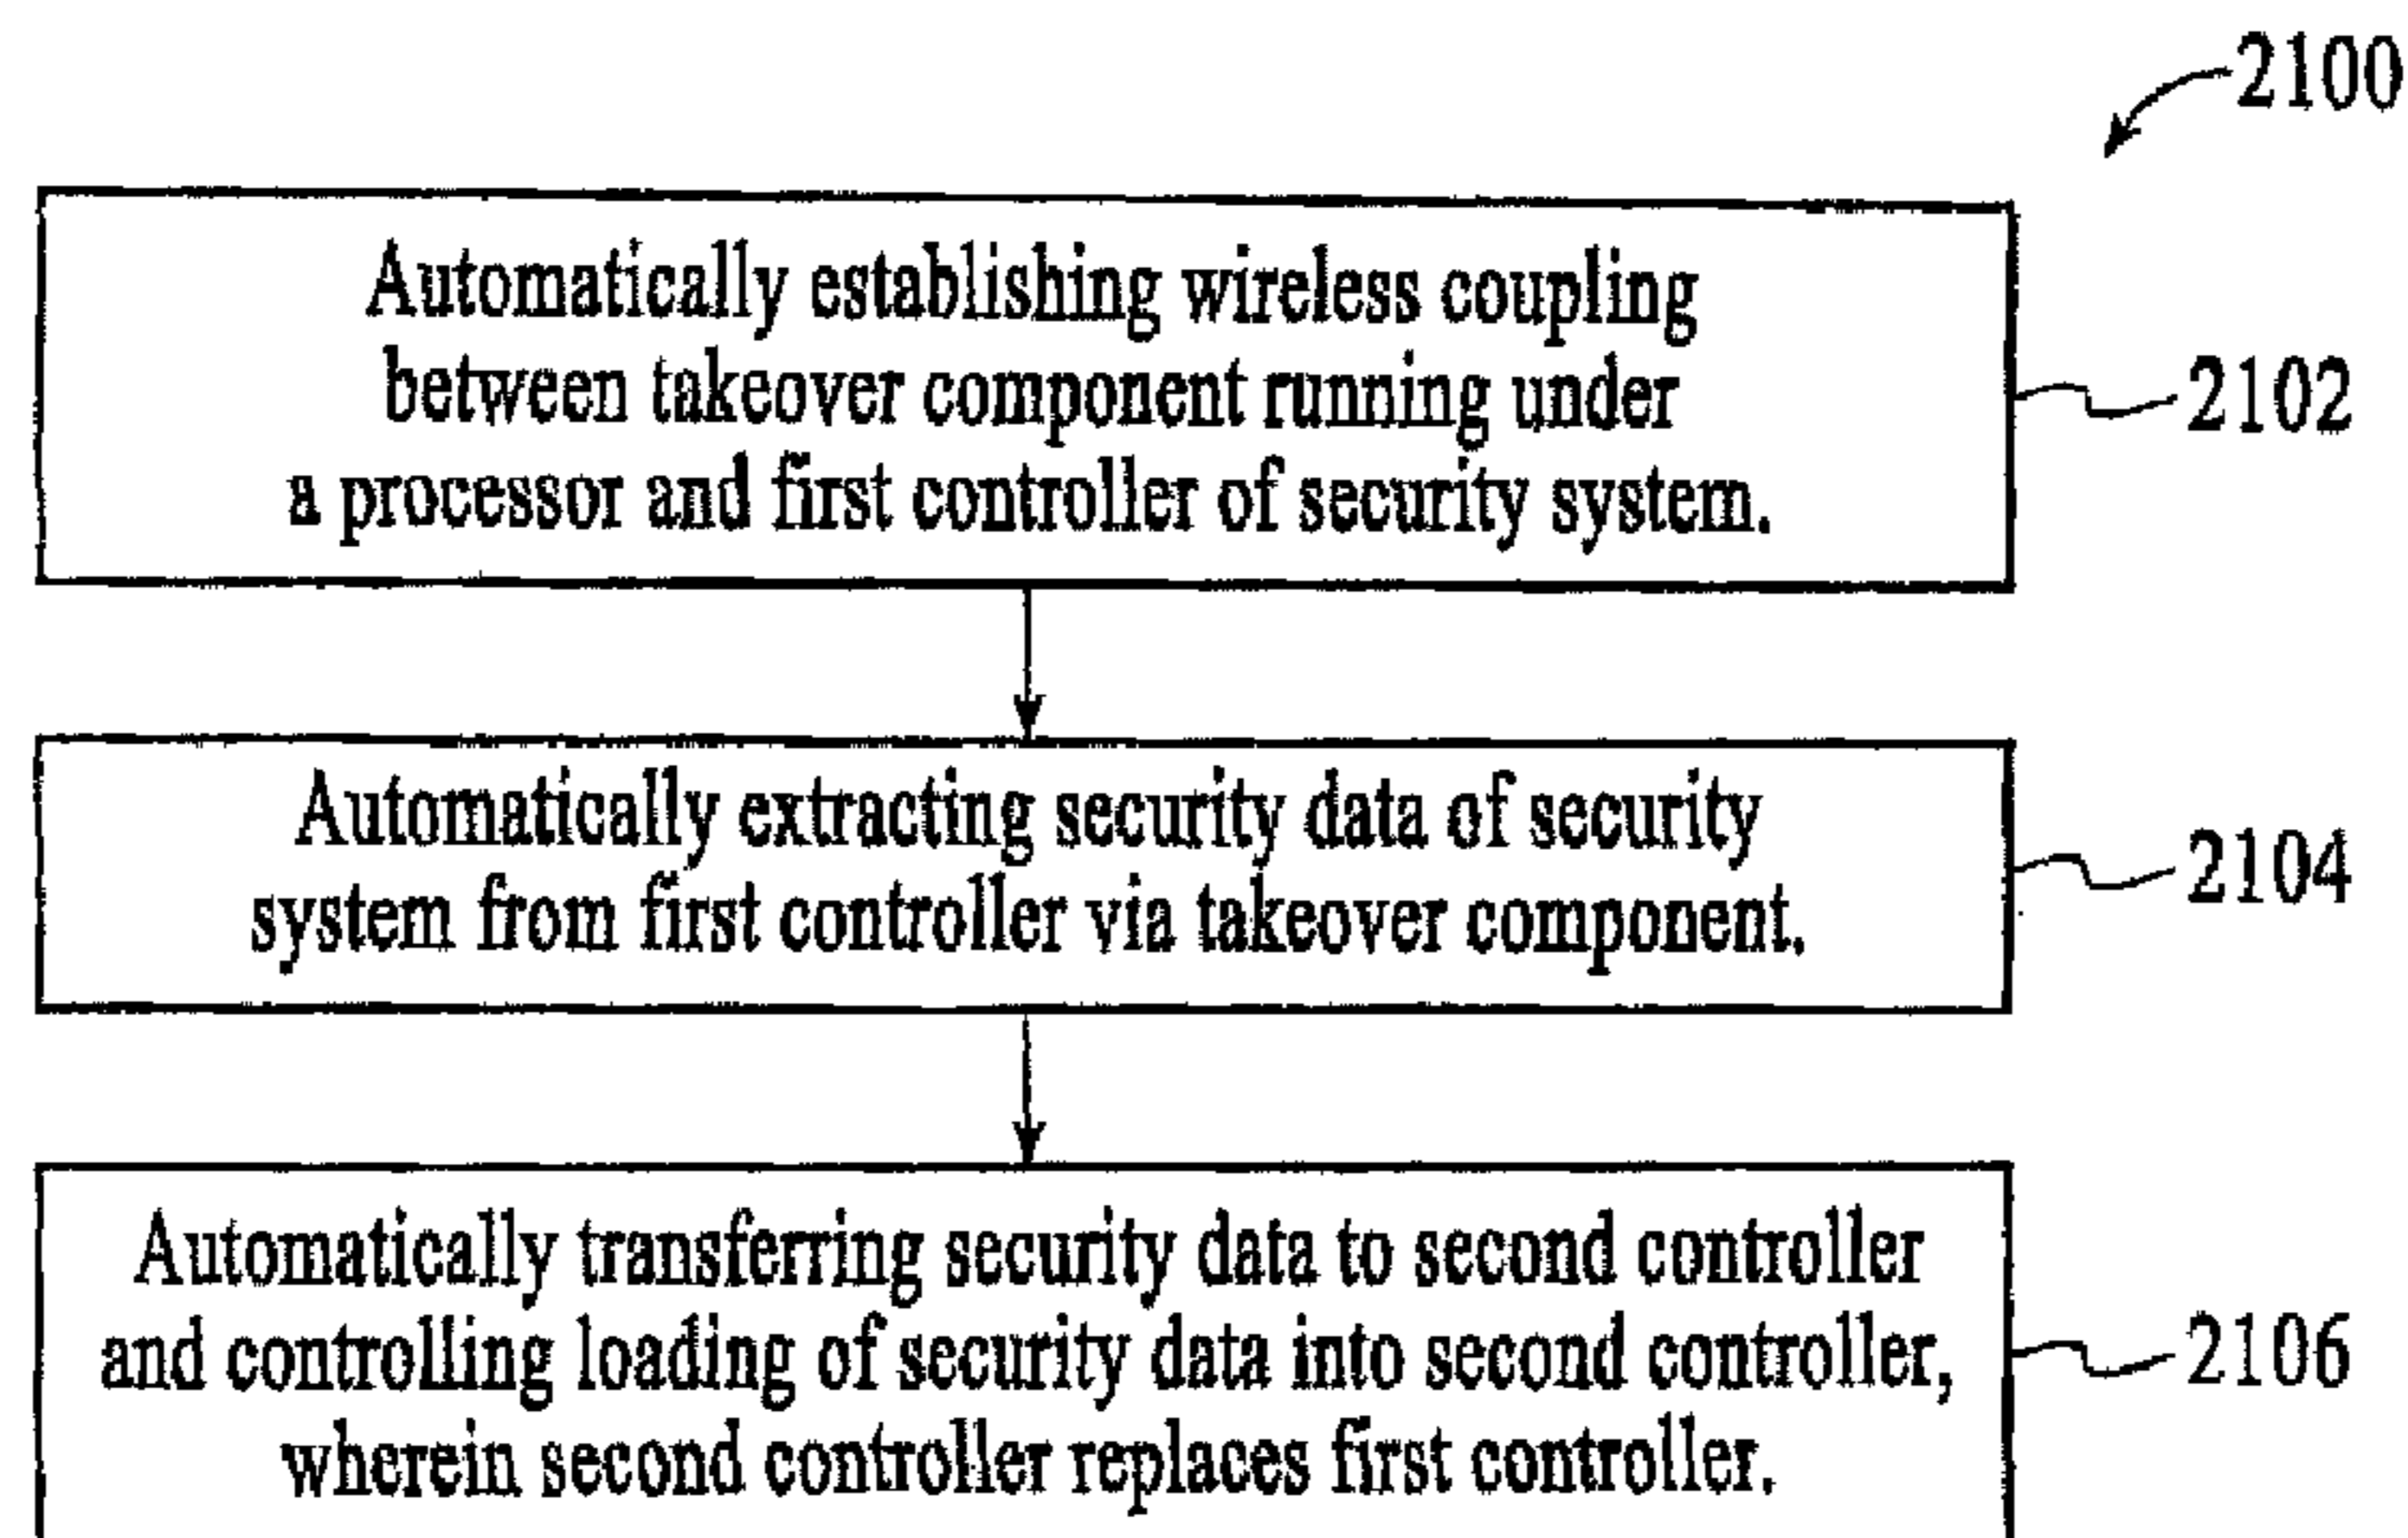 2100
Automatically establishing wireless coupling
between takeover component running under
a processor and first controller of security system.
2102
Automatically extracting security data of security
system from first controller via takeover component.
2104
Automatically transferring security data to second controller
and controlling loading of security data into second controller,
wherein second controller replaces first controller.
2106